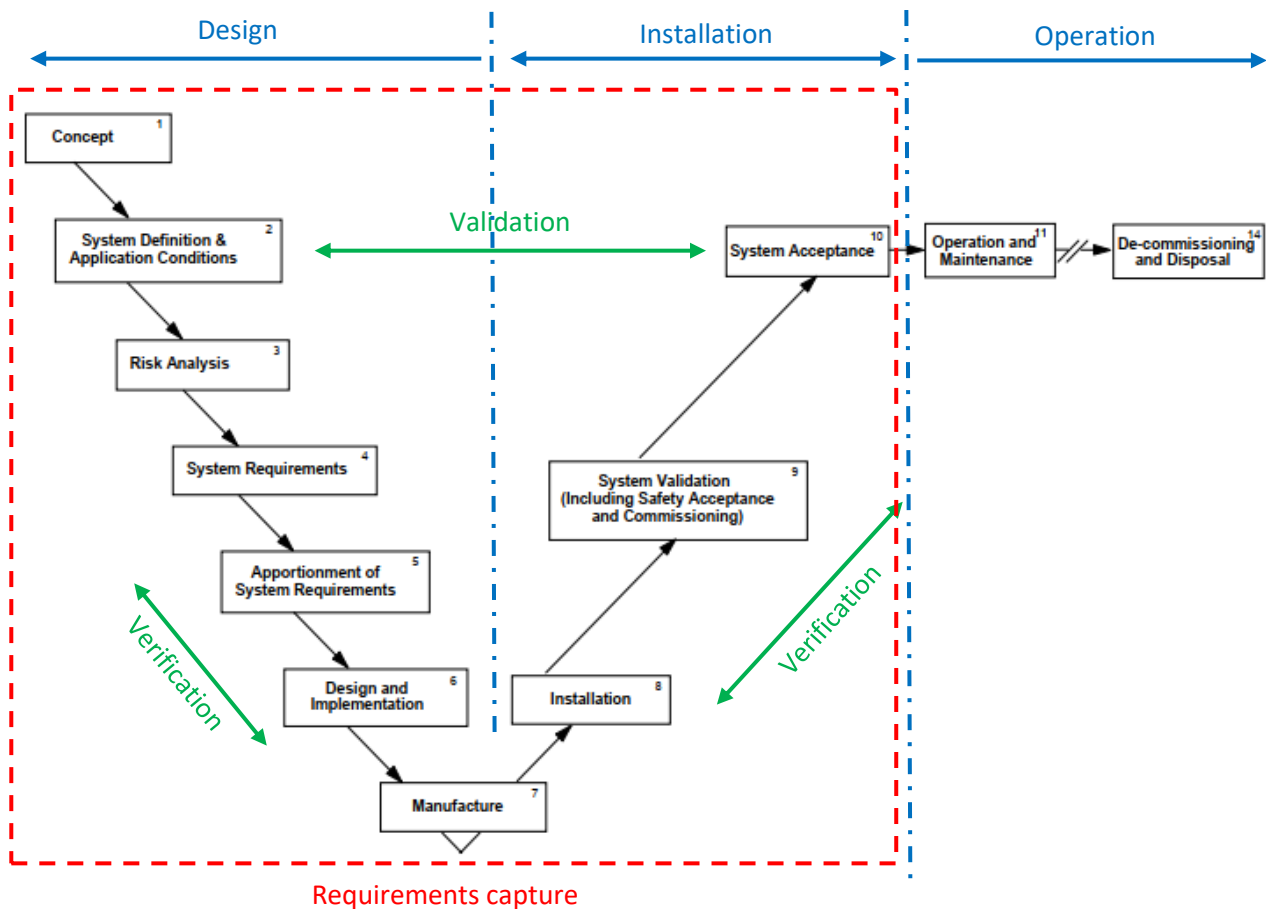 Design
Installation
Operation
Concept
1
System Definition &
Application Conditions
2
Validation
System Acceptance
10
Operation and
Maintenance
11
De-commissioning
and Disposal
14
Risk Analysis
3
System Requirements
4
System Validation
(Including Safety Acceptance
and Commissioning)
9
Apportionment of
System Requirements
5
Verification
Verification
Design and
Implementation
6
Installation
8
Manufacture
7
Requirements capture